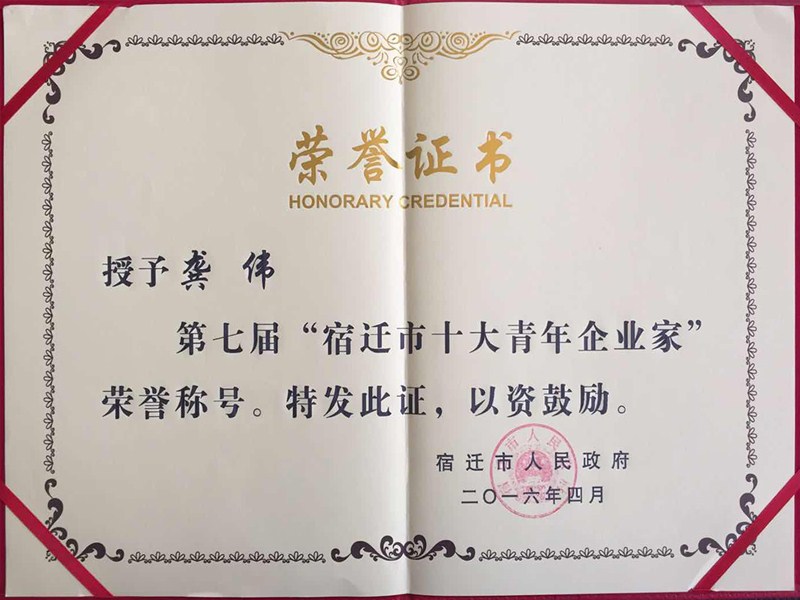 荣誉证书
HONORARY CREDENTIAL
授予龚 伟
第七届“宿迁市十大青年企业家”
荣誉称号。特发此证，以资鼓励。
宿迁市人民政府
二〇一六年四月